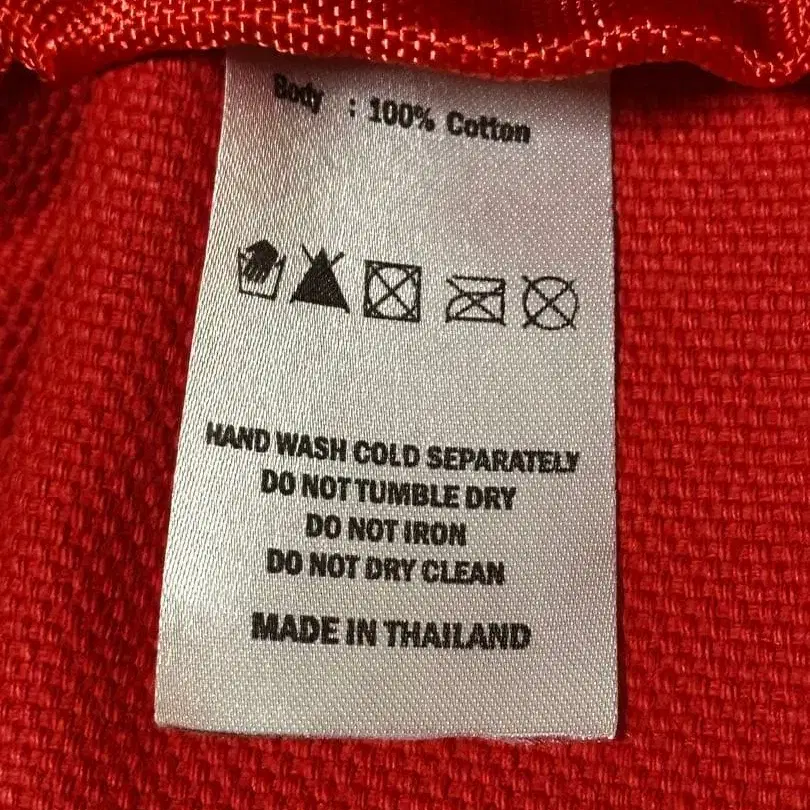 Body : 100% Cotton
HAND WASH COLD SEPARATELY
DO NOT TUMBLE DRY
DO NOT IRON
DO NOT DRY CLEAN
MADE IN THAILAND